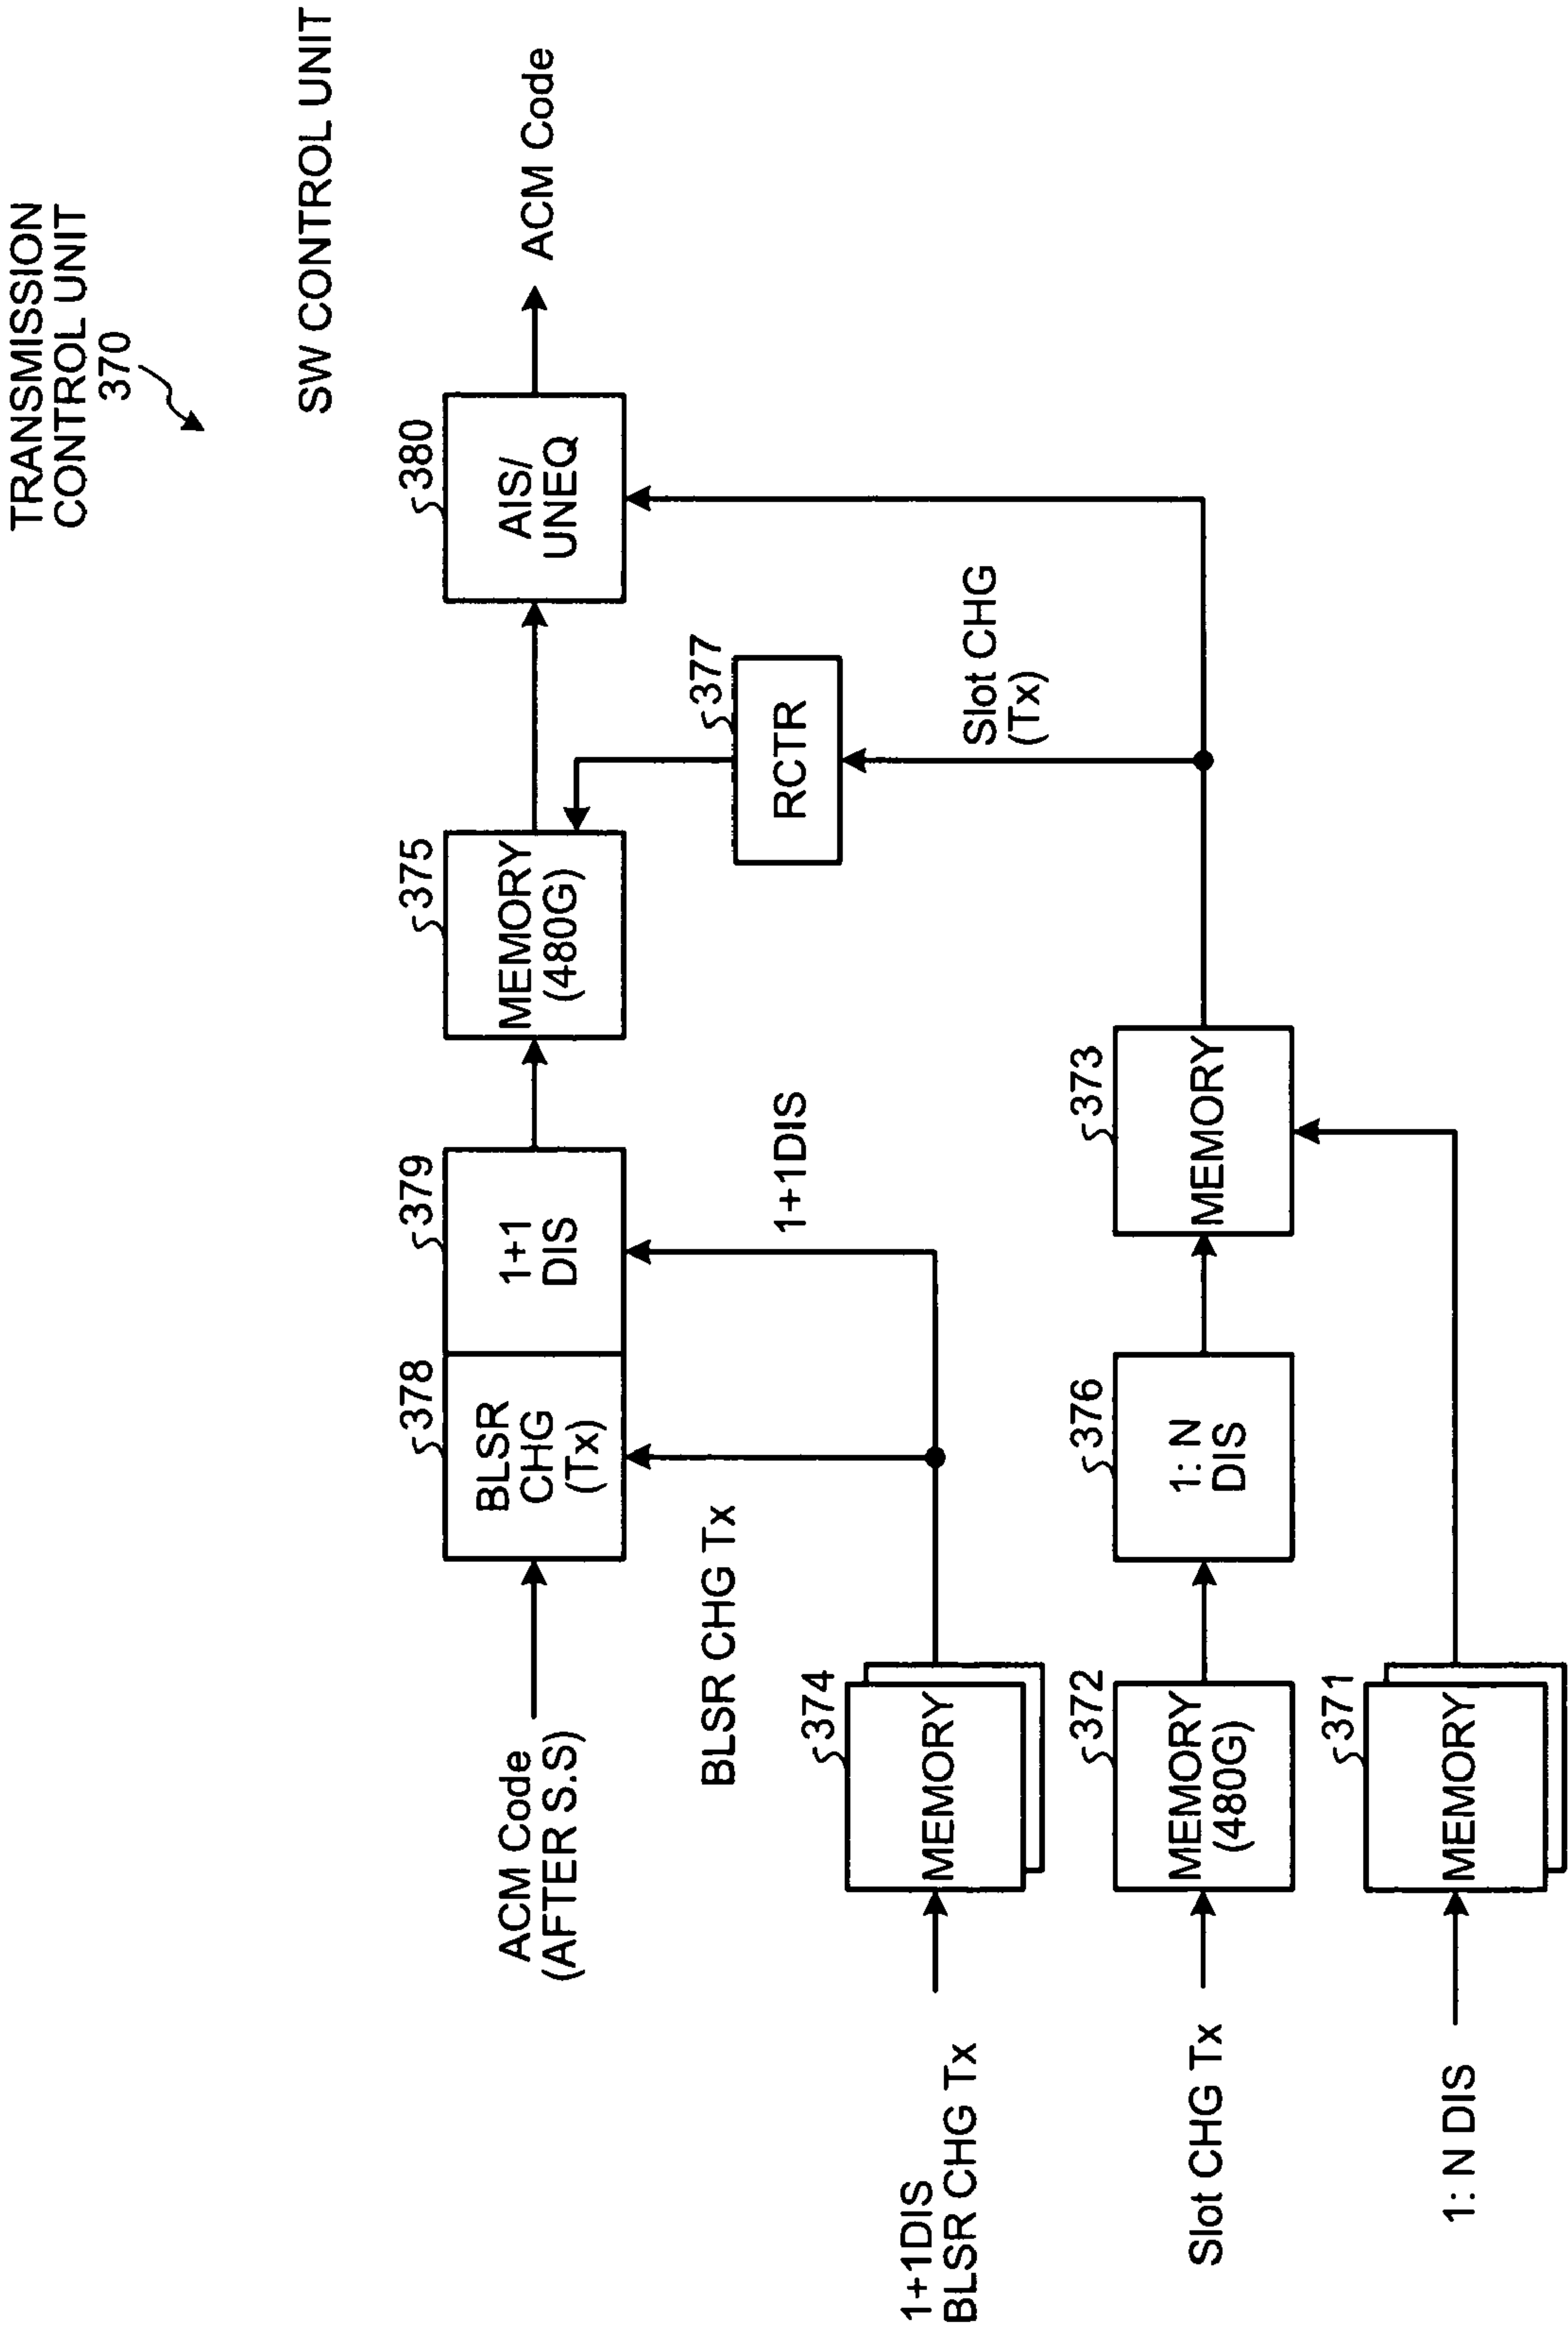 TRANSMISSION
CONTROL UNIT
370
SW CONTROL UNIT
ACM Code
(AFTER S.S)
378
BLSR
CHG
(Tx)
379
1+1
DIS
375
MEMORY
(480G)
380
AIS/
UNEQ
ACM Code
377
RCTR
BLSR CHG Tx
1+1DIS
Slot CHG
(Tx)
1+1DIS
BLSR CHG Tx
374
MEMORY
Slot CHG Tx
372
MEMORY
(480G)
376
1: N
DIS
373
MEMORY
1: N DIS
371
MEMORY